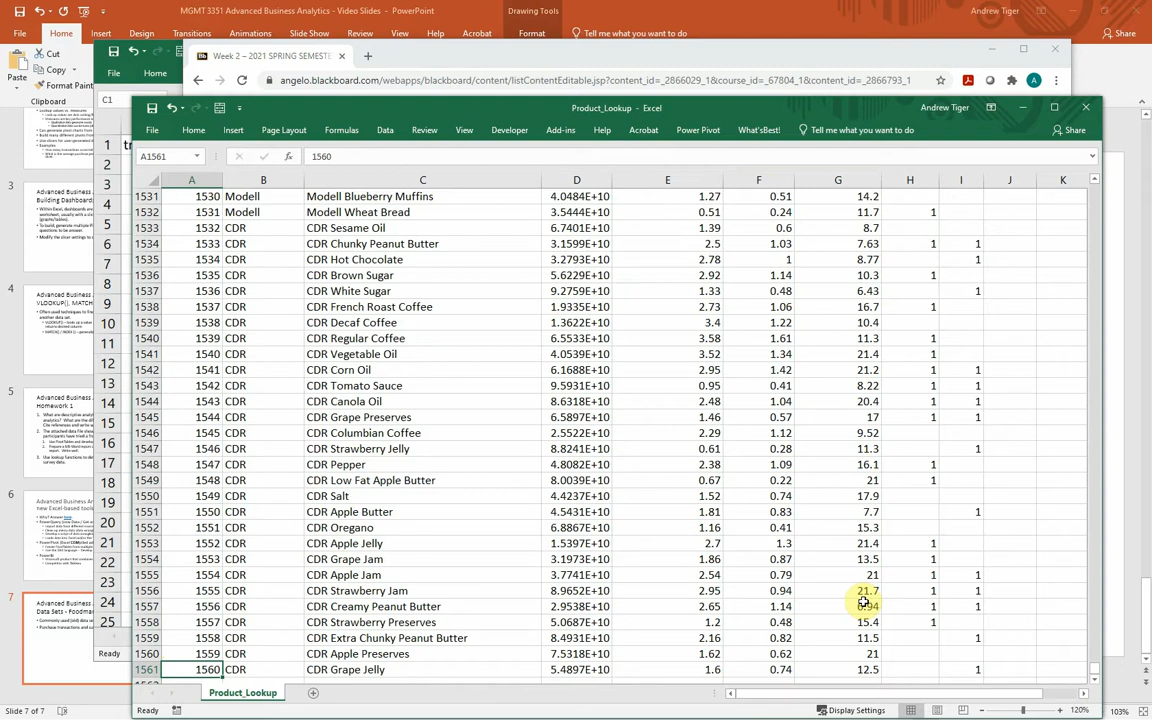 MGMT 3351 Advanced Business Analytics - Video Slides - PowerPoint
Drawing Tools
Andrew Tiger
File Home Insert Draw Design Transitions Animations Slide Show Review View Recording Help Acrobat Format Tell me what you want to do Share
Paste
Cut
Copy
Format Paint
Clipboard
File Home
C1
Week 2 – 2021 SPRING SEMESTE
angelo.blackboard.com/webapps/blackboard/content/listContentEditable.jsp?content_id=_2866029_1&course_id=_67804_1&content_id=_2866793_1
A
Product_Lookup - Excel
Andrew Tiger
File Home Insert Page Layout Formulas Data Review View Developer Add-ins Help Acrobat Power Pivot What'sBest! Tell me what you want to do Share
A1561 1560
A B C D E F G H I J K
1531 1530 Modell Modell Blueberry Muffins 4.0484E+10 1.27 0.51 14.2
1532 1531 Modell Modell Wheat Bread 3.5444E+10 0.51 0.24 11.7 1
1533 1532 CDR CDR Sesame Oil 6.7401E+10 1.39 0.6 8.7
1534 1533 CDR CDR Chunky Peanut Butter 3.1599E+10 2.5 1.03 7.63 1 1
1535 1534 CDR CDR Hot Chocolate 3.2793E+10 2.78 1 8.77 1
1536 1535 CDR CDR Brown Sugar 5.6229E+10 2.92 1.14 10.3 1
1537 1536 CDR CDR White Sugar 9.2759E+10 1.33 0.48 6.43 1
1538 1537 CDR CDR French Roast Coffee 1.9335E+10 2.73 1.06 16.7 1
1539 1538 CDR CDR Decaf Coffee 1.3622E+10 3.4 1.22 10.4
1540 1539 CDR CDR Regular Coffee 6.5533E+10 3.58 1.61 11.3 1
1541 1540 CDR CDR Vegetable Oil 4.0539E+10 3.52 1.34 21.4 1
1542 1541 CDR CDR Corn Oil 6.1688E+10 2.95 1.42 21.2 1 1
1543 1542 CDR CDR Tomato Sauce 9.5931E+10 0.95 0.41 8.22 1 1
1544 1543 CDR CDR Canola Oil 8.6318E+10 2.48 1.04 20.4 1 1
1545 1544 CDR CDR Grape Preserves 6.5897E+10 1.46 0.57 17 1 1
1546 1545 CDR CDR Columbian Coffee 2.5522E+10 2.29 1.12 9.52
1547 1546 CDR CDR Strawberry Jelly 8.8241E+10 0.61 0.28 11.3 1
1548 1547 CDR CDR Pepper 4.8082E+10 2.38 1.09 16.1 1
1549 1548 CDR CDR Low Fat Apple Butter 8.0039E+10 0.67 0.22 21 1
1550 1549 CDR CDR Salt 4.4237E+10 1.52 0.74 17.9
1551 1550 CDR CDR Apple Butter 4.5431E+10 1.81 0.83 7.7 1
1552 1551 CDR CDR Oregano 6.8867E+10 1.16 0.41 15.3
1553 1552 CDR CDR Apple Jelly 1.5397E+10 2.7 1.3 21.4 1
1554 1553 CDR CDR Grape Jam 3.1973E+10 1.86 0.87 13.5 1
1555 1554 CDR CDR Apple Jam 3.7741E+10 2.54 0.79 21 1 1
1556 1555 CDR CDR Strawberry Jam 8.9652E+10 2.95 0.94 21.7 1 1
1557 1556 CDR CDR Creamy Peanut Butter 2.9538E+10 2.65 1.14 1 1
1558 1557 CDR CDR Strawberry Preserves 5.0687E+10 1.2 0.48 15.4 1
1559 1558 CDR CDR Extra Chunky Peanut Butter 8.4931E+10 2.16 0.82 11.5 1
1560 1559 CDR CDR Apple Preserves 7.5318E+10 1.62 0.62 21
1561 1560 CDR CDR Grape Jelly 5.4897E+10 1.6 0.74 12.5 1
Product_Lookup
Ready
Display Settings
120%
Ready
Slide 7 of 7
103%